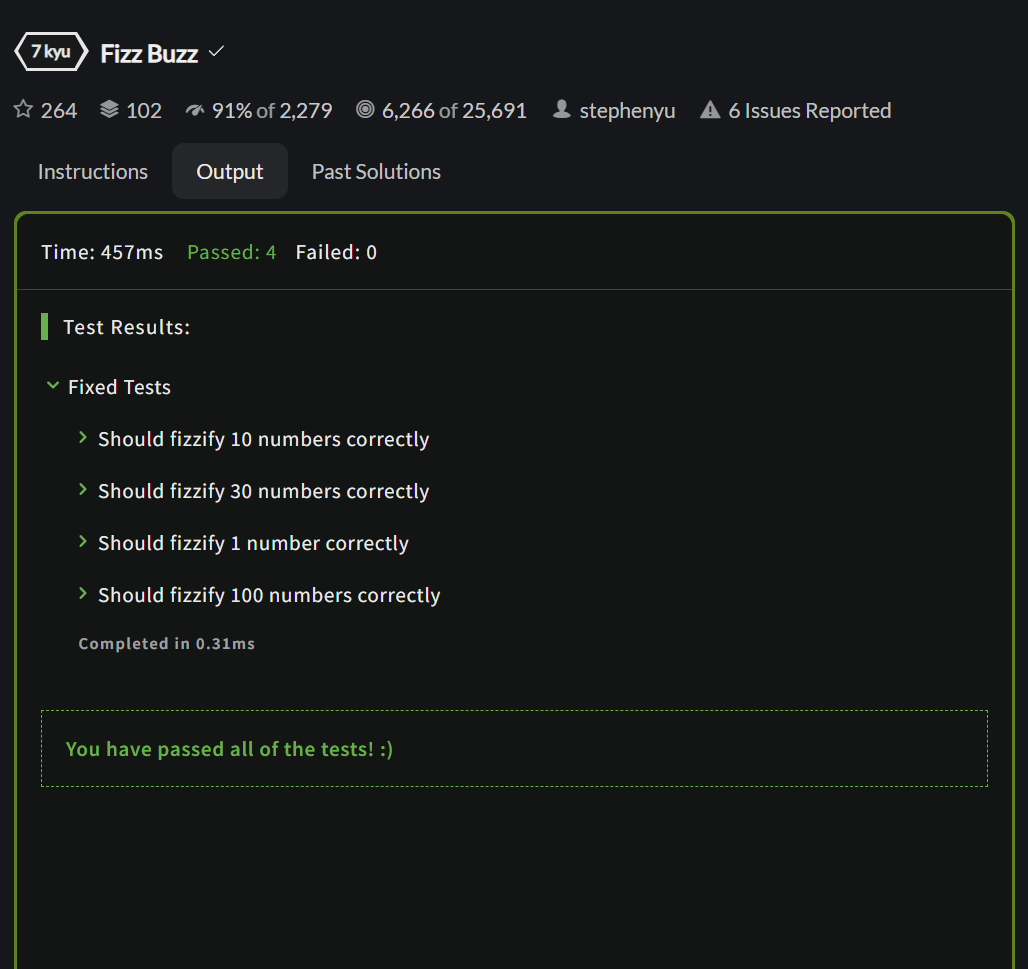 7 kyu Fizz Buzz
264 102 91% of 2,279 6,266 of 25,691 stephenyu 6 Issues Reported
Instructions Output Past Solutions
Time: 457ms Passed: 4 Failed: 0
Test Results:
Fixed Tests
Should fizzify 10 numbers correctly
Should fizzify 30 numbers correctly
Should fizzify 1 number correctly
Should fizzify 100 numbers correctly
Completed in 0.31ms
You have passed all of the tests! :)